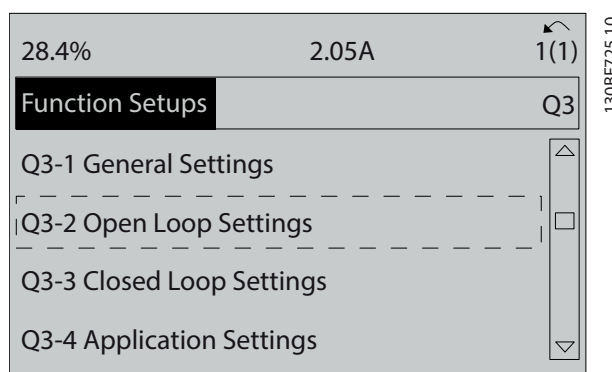 28.4% 2.05A 1(1)
Function Setups Q3
Q3-1 General Settings
Q3-2 Open Loop Settings
Q3-3 Closed Loop Settings
Q3-4 Application Settings
130BF725.10